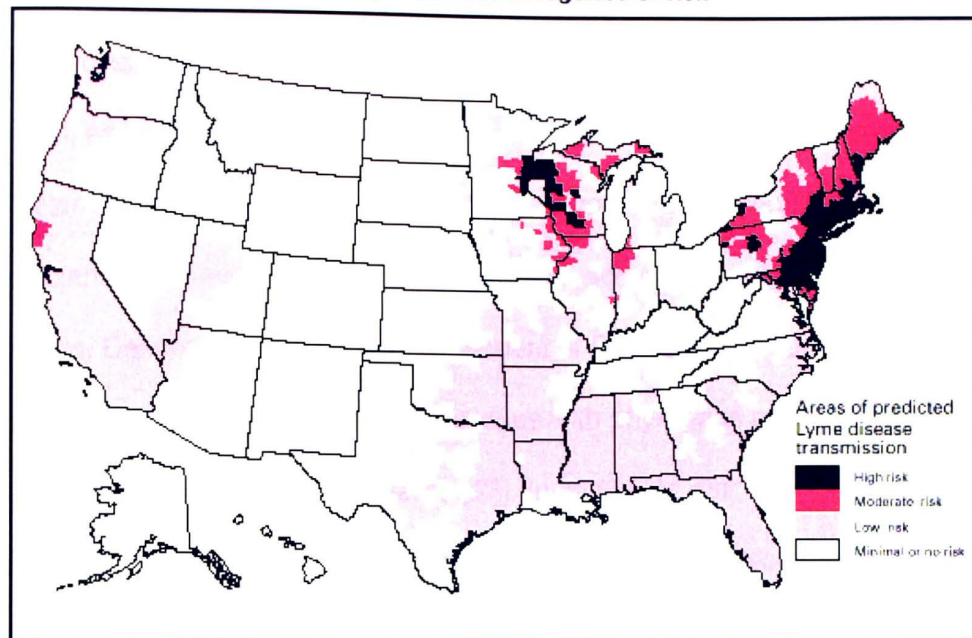 Areas of predicted
Lyme disease
transmission
High risk
Moderate risk
Low risk
Minimal or no risk